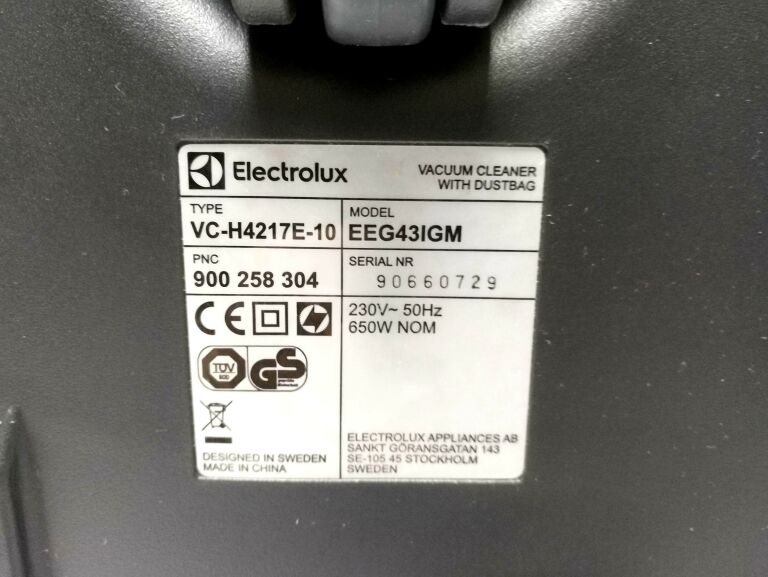 Electrolux
VACUUM CLEANER
WITH DUSTBAG
TYPE
VC-H4217E-10
MODEL
EEG43IGM
PNC
900 258 304
SERIAL NR
90660729
CE
230V~ 50Hz
650W NOM
TÜV
GS
DESIGNED IN SWEDEN
MADE IN CHINA
ELECTROLUX APPLIANCES AB
SANKT GÖRANSGATAN 143
SE-105 45 STOCKHOLM
SWEDEN